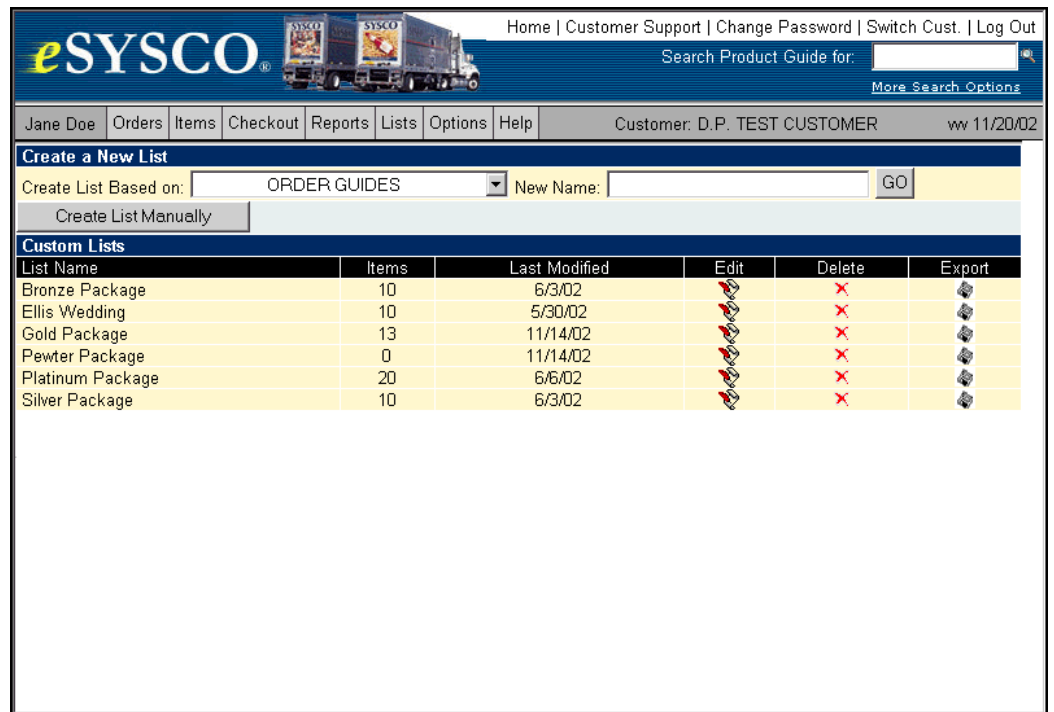 eSYSCO®
SYSCO SYSCO
Home | Customer Support | Change Password | Switch Cust. | Log Out
Search Product Guide for:
More Search Options
Jane Doe Orders Items Checkout Reports Lists Options Help Customer: D.P. TEST CUSTOMER vw 11/20/02
Create a New List
Create List Based on: ORDER GUIDES New Name: GO
Create List Manually
Custom Lists
List Name Items Last Modified Edit Delete Export
Bronze Package 10 6/3/02
Ellis Wedding 10 5/30/02
Gold Package 13 11/14/02
Pewter Package 0 11/14/02
Platinum Package 20 6/6/02
Silver Package 10 6/3/02